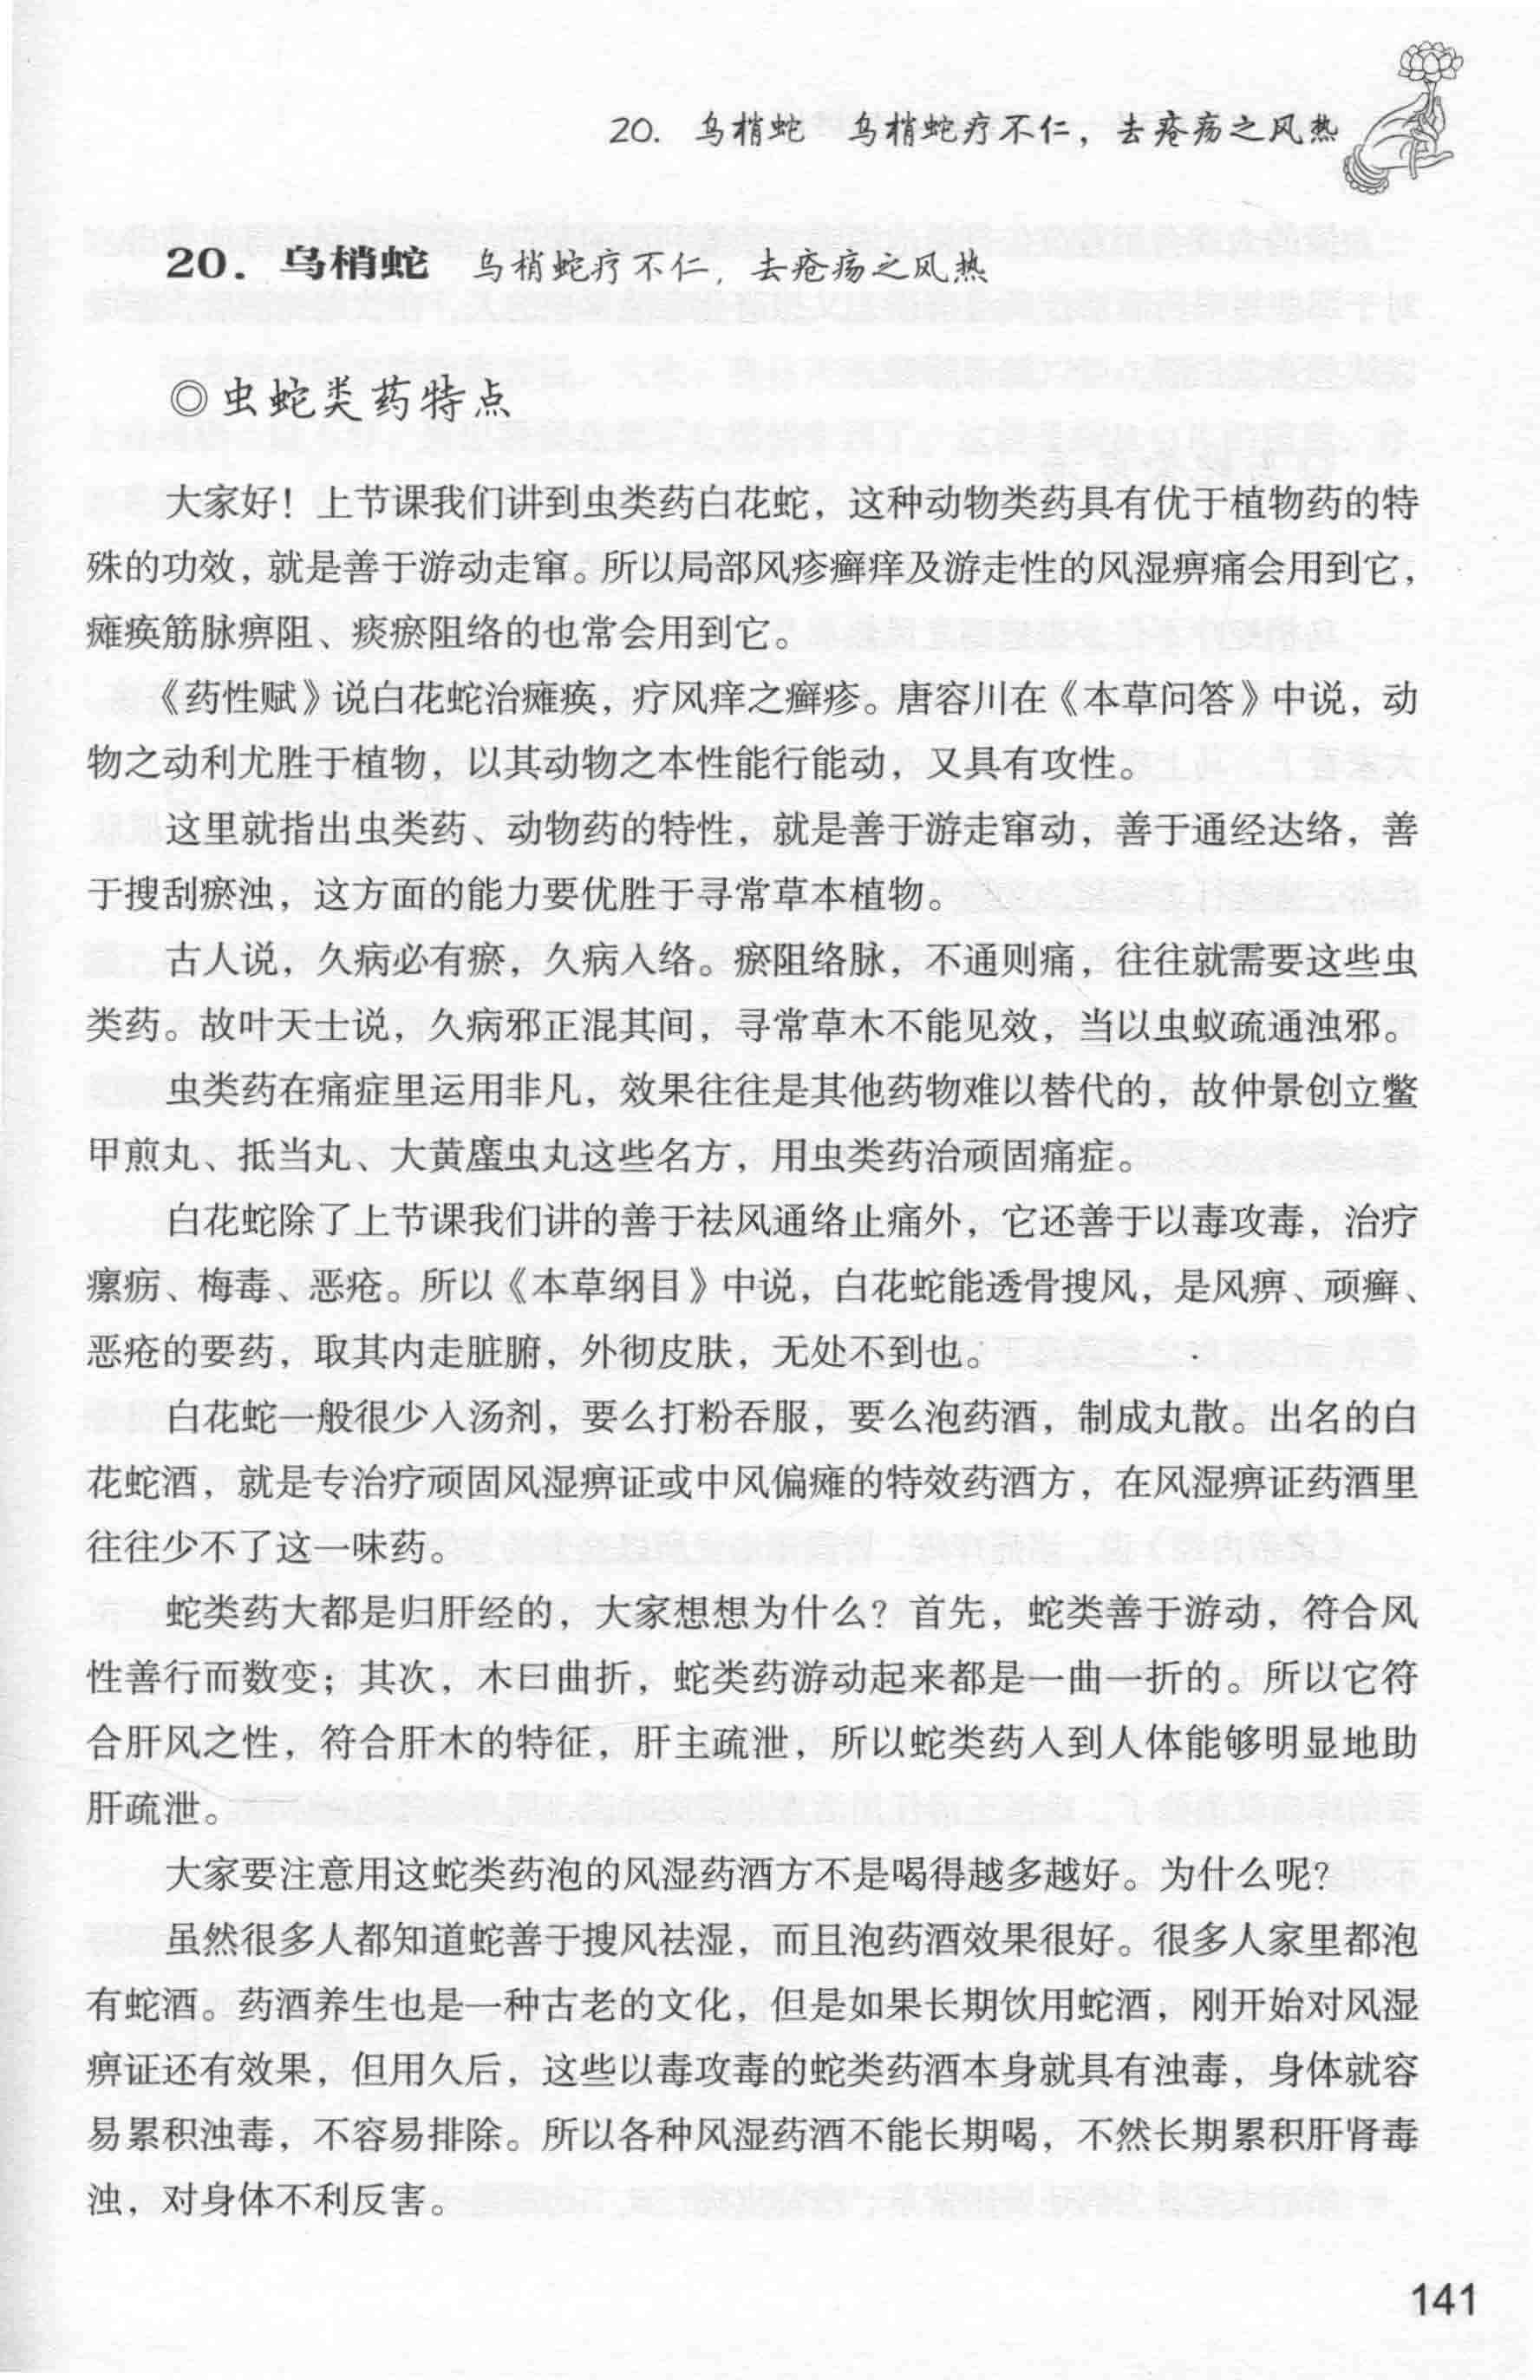 20. 乌梢蛇 乌梢蛇疗不仁，去疮疡之风热
20. 乌梢蛇 乌梢蛇疗不仁，去疮疡之风热
◎虫蛇类药特点
大家好！上节课我们讲到虫类药白花蛇，这种动物类药具有优于植物药的特
殊的功效，就是善于游动走窜。所以局部风疹癣痒及游走性的风湿痹痛会用到它，
瘫痪筋脉痹阻、痰瘀阻络的也常会用到它。
《药性赋》说白花蛇治瘫痪，疗风痒之癣疹。唐容川在《本草问答》中说，动
物之动利尤胜于植物，以其动物之本性能行能动，又具有攻性。
这里就指出虫类药、动物药的特性，就是善于游走窜动，善于通经达络，善
于搜刮瘀浊，这方面的能力要优胜于寻常草本植物。
古人说，久病必有瘀，久病入络。瘀阻络脉，不通则痛，往往就需要这些虫
类药。故叶天士说，久病邪正混其间，寻常草木不能见效，当以虫蚁疏通浊邪。
虫类药在痛症里运用非凡，效果往往是其他药物难以替代的，故仲景创立鳖
甲煎丸、抵当丸、大黄䗪虫丸这些名方，用虫类药治顽固痛症。
白花蛇除了上节课我们讲的善于祛风通络止痛外，它还善于以毒攻毒，治疗
瘰疬、梅毒、恶疮。所以《本草纲目》中说，白花蛇能透骨搜风，是风痹、顽癣、
恶疮的要药，取其内走脏腑，外彻皮肤，无处不到也。
白花蛇一般很少入汤剂，要么打粉吞服，要么泡药酒，制成丸散。出名的白
花蛇酒，就是专治疗顽固风湿痹证或中风偏瘫的特效药酒方，在风湿痹证药酒里
往往少不了这一味药。
蛇类药大都是归肝经的，大家想想为什么？首先，蛇类善于游动，符合风
性善行而数变；其次，木曰曲折，蛇类药游动起来都是一曲一折的。所以它符
合肝风之性，符合肝木的特征，肝主疏泄，所以蛇类药入到人体能够明显地助
肝疏泄。
大家要注意用这蛇类药泡的风湿药酒方不是喝得越多越好。为什么呢？
虽然很多人都知道蛇善于搜风祛湿，而且泡药酒效果很好。很多人家里都泡
有蛇酒。药酒养生也是一种古老的文化，但是如果长期饮用蛇酒，刚开始对风湿
痹证还有效果，但用久后，这些以毒攻毒的蛇类药酒本身就具有浊毒，身体就容
易累积浊毒，不容易排除。所以各种风湿药酒不能长期喝，不然长期累积肝肾毒
浊，对身体不利反害。
141